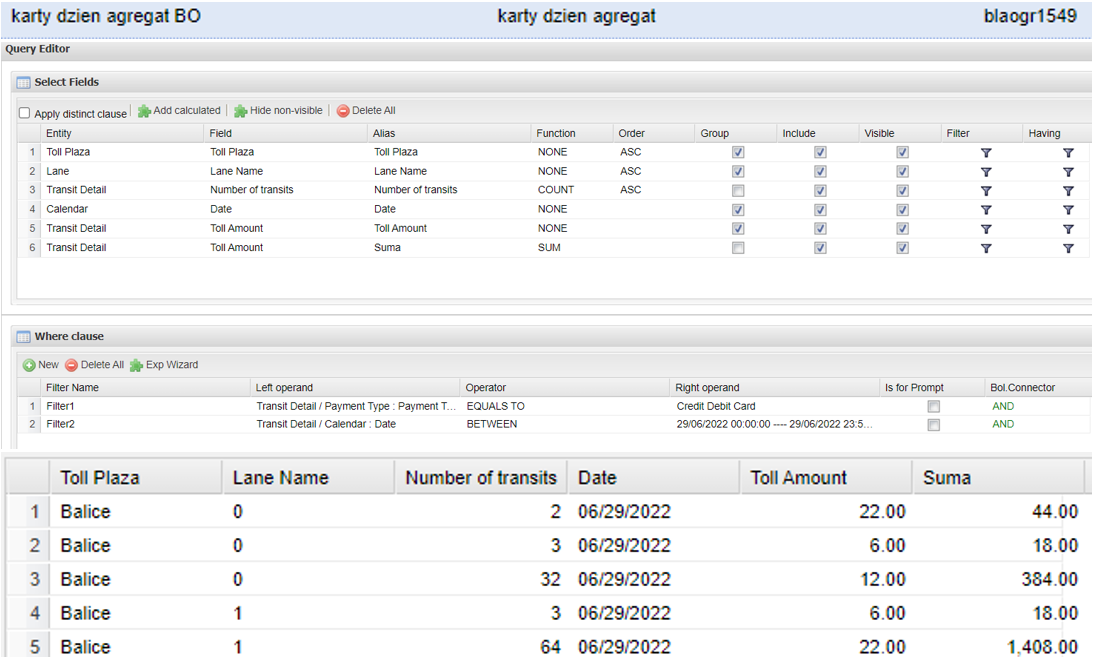 karty dzien agregat BO karty dzien agregat blaogr1549
Query Editor
Select Fields
Apply distinct clause Add calculated Hide non-visible Delete All
Entity Field Alias Function Order Group Include Visible Filter Having
1 Toll Plaza Toll Plaza Toll Plaza NONE ASC
2 Lane Lane Name Lane Name NONE ASC
3 Transit Detail Number of transits Number of transits COUNT ASC
4 Calendar Date Date NONE
5 Transit Detail Toll Amount Toll Amount NONE
6 Transit Detail Toll Amount Suma SUM
Where clause
New Delete All Exp Wizard
Filter Name Left operand Operator Right operand Is for Prompt Bol.Connector
1 Filter1 Transit Detail / Payment Type : Payment T... EQUALS TO Credit Debit Card AND
2 Filter2 Transit Detail / Calendar : Date BETWEEN 29/06/2022 00:00:00 ---- 29/06/2022 23:5... AND
Toll Plaza Lane Name Number of transits Date Toll Amount Suma
1 Balice 0 2 06/29/2022 22.00 44.00
2 Balice 0 3 06/29/2022 6.00 18.00
3 Balice 0 32 06/29/2022 12.00 384.00
4 Balice 1 3 06/29/2022 6.00 18.00
5 Balice 1 64 06/29/2022 22.00 1,408.00